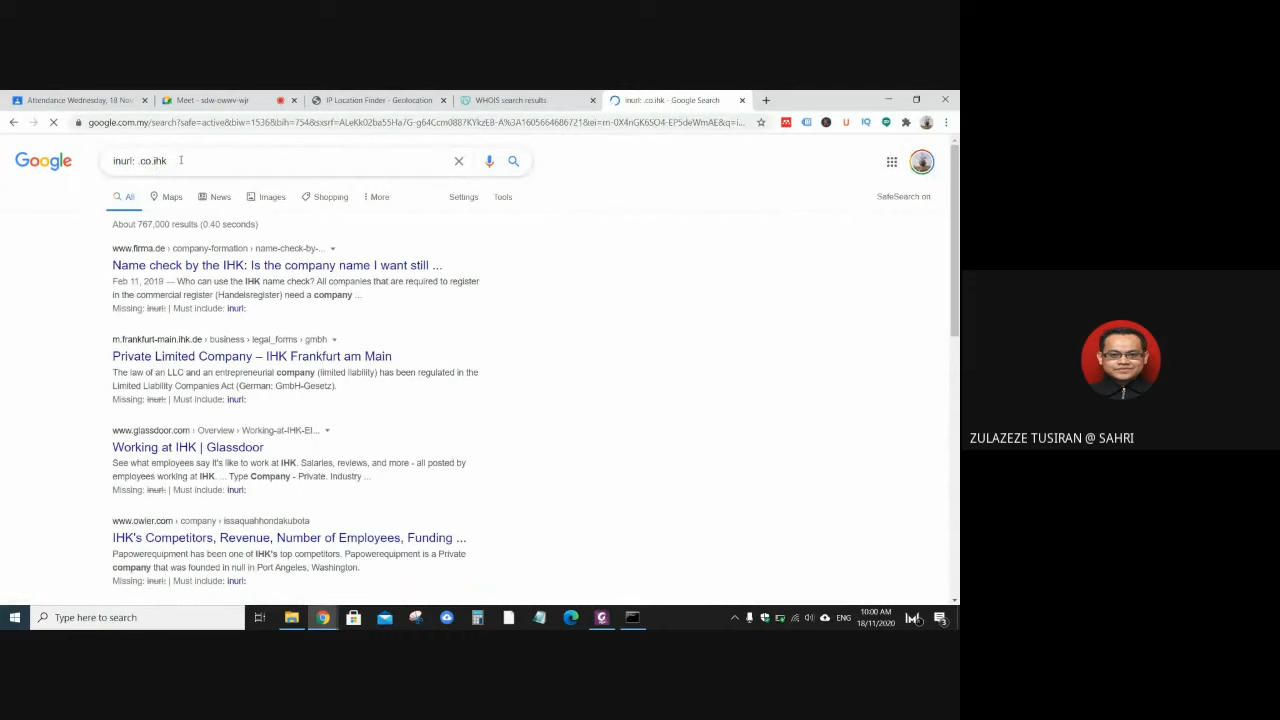 Attendance Wednesday, 18 Nov
Meet - sdw-owwv-wjr
IP Location Finder - Geolocation
WHOIS search results
inurl: .co.ihk - Google Search
google.com.my/search?safe=active&biw=1536&bih=754&sxsrf=ALeKk02ba55Ha7G-g64Ccm0887KYkzEB-A%3A1605664686721&ei=rn-0X4nGK6SO4-EP5deWmAE&q=i...
Google
inurl: .co.ihk
All
Maps
News
Images
Shopping
More
Settings
Tools
SafeSearch on
About 767,000 results (0.40 seconds)
www.firma.de › company-formation › name-check-by-...
Name check by the IHK: Is the company name I want still ...
Feb 11, 2019 — Who can use the IHK name check? All companies that are required to register
in the commercial register (Handelsregister) need a company ...
Missing: inurl: | Must include: inurl:
m.frankfurt-main.ihk.de › business › legal_forms › gmbh
Private Limited Company – IHK Frankfurt am Main
The law of an LLC and an entrepreneurial company (limited liability) has been regulated in the
Limited Liability Companies Act (German: GmbH-Gesetz).
Missing: inurl: | Must include: inurl:
www.glassdoor.com › Overview › Working-at-IHK-EI...
Working at IHK | Glassdoor
See what employees say it's like to work at IHK. Salaries, reviews, and more - all posted by
employees working at IHK. ... Type Company - Private. Industry ...
Missing: inurl: | Must include: inurl:
www.owler.com › company › issaquahhondakubota
IHK's Competitors, Revenue, Number of Employees, Funding ...
Papowerequipment has been one of IHK's top competitors. Papowerequipment is a Private
company that was founded in null in Port Angeles, Washington.
Missing: inurl: | Must include: inurl:
ZULAZEZE TUSIRAN @ SAHRI
Type here to search
ENG
10:00 AM
18/11/2020